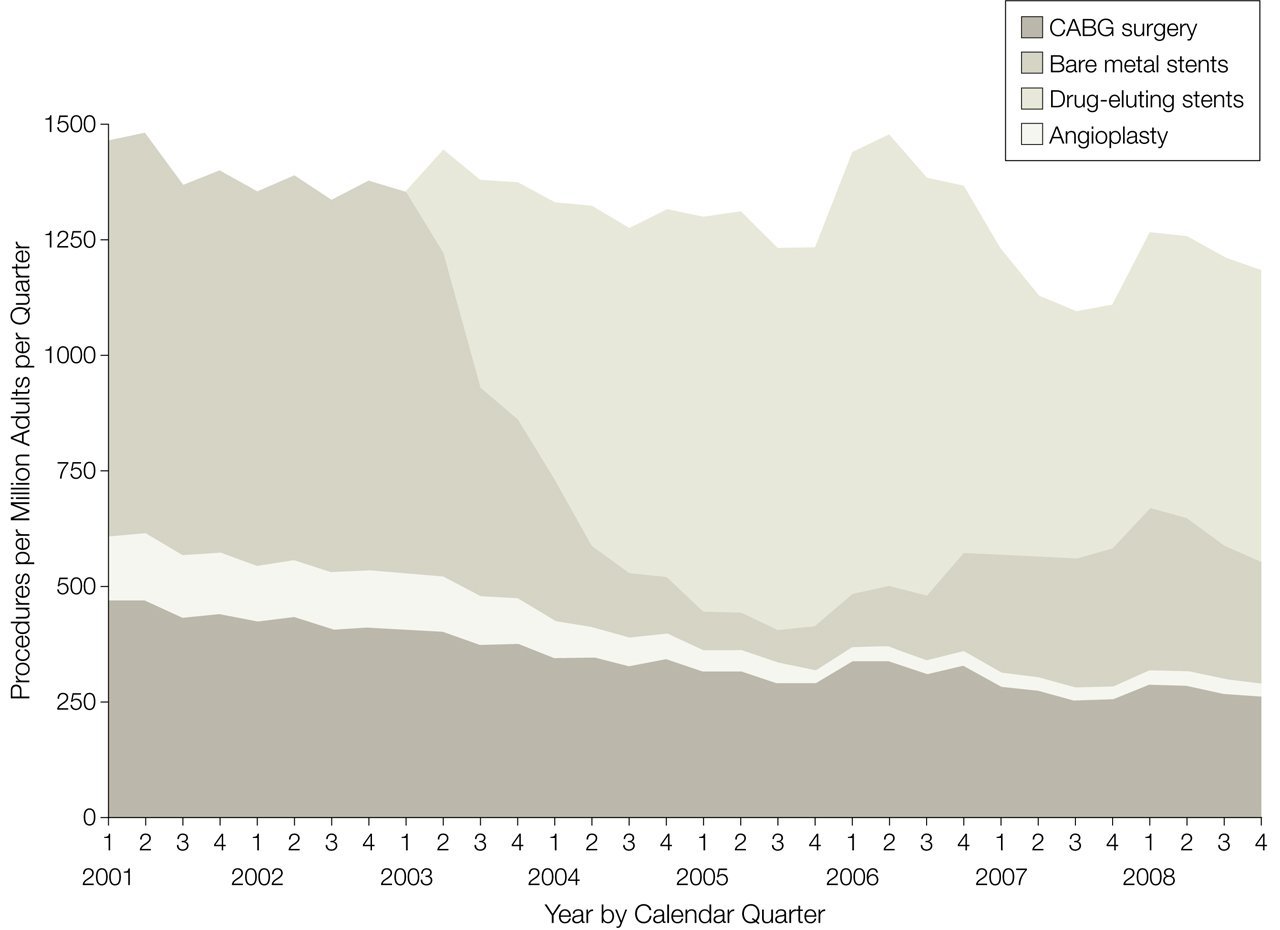 CABG surgery
Bare metal stents
Drug-eluting stents
Angioplasty
Procedures per Million Adults per Quarter
1500
1250
1000
750
500
250
0
1 2 3 4 1 2 3 4 1 2 3 4 1 2 3 4 1 2 3 4 1 2 3 4 1 2 3 4 1 2 3 4
2001 2002 2003 2004 2005 2006 2007 2008
Year by Calendar Quarter